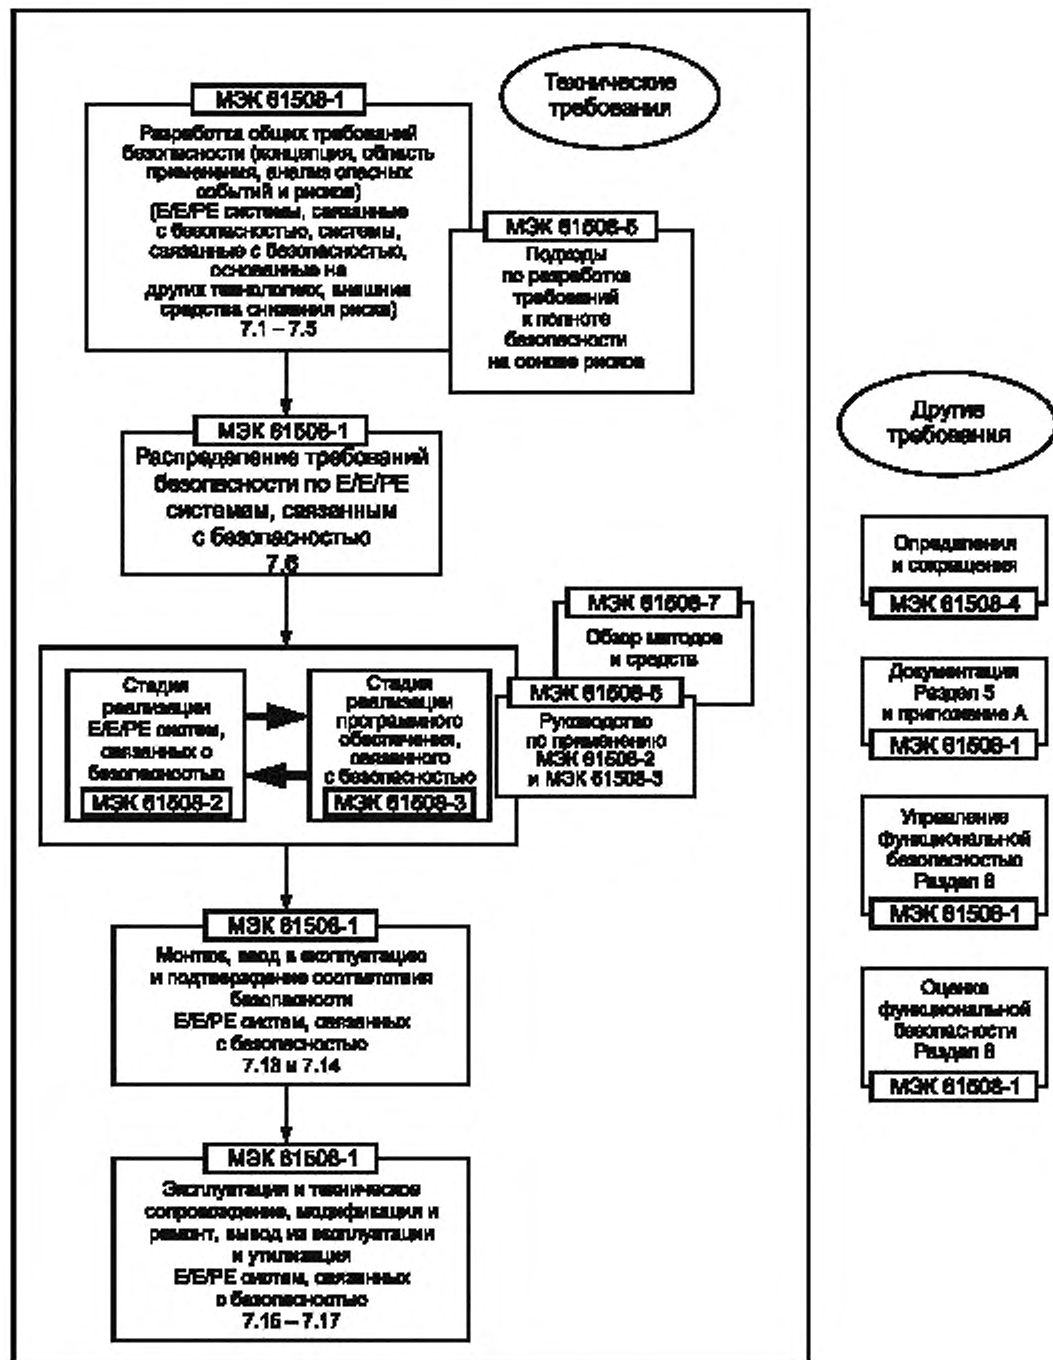 Технические
требования
МЭК 61508-1
Разработка общих требований
безопасности (концепция, область
применения, анализ опасных
событий и рисков)
(E/E/PE системы, связанные
с безопасностью, системы,
связанные с безопасностью,
основанные на
других технологиях, внешние
средства снижения риска)
7.1 – 7.5
МЭК 61508-5
Подходы
по разработке
требований
к полноте
безопасности
на основе рисков
МЭК 61508-1
Распределение требований
безопасности по E/E/PE
системам, связанным
с безопасностью
7.6
МЭК 61508-7
Обзор методов
и средств
МЭК 61508-6
Руководство
по применению
МЭК 61508-2
и МЭК 61508-3
Стадия
реализации
E/E/PE систем,
связанных с
безопасностью
МЭК 61508-2
Стадия
реализации
программного
обеспечения,
связанного
с безопасностью
МЭК 61508-3
МЭК 61508-1
Монтаж, ввод в эксплуатацию
и подтверждение соответствия
безопасности
E/E/PE систем, связанных
с безопасностью
7.13 и 7.14
МЭК 61508-1
Эксплуатация и техническое
сопровождение, модификация и
ремонт, вывод из эксплуатации
и утилизация
E/E/PE систем, связанных
с безопасностью
7.15 – 7.17
Другие
требования
Определения
и сокращения
МЭК 61508-4
Документация
Раздел 5
и приложение А
МЭК 61508-1
Управление
функциональной
безопасностью
Раздел 6
МЭК 61508-1
Оценка
функциональной
безопасности
Раздел 8
МЭК 61508-1